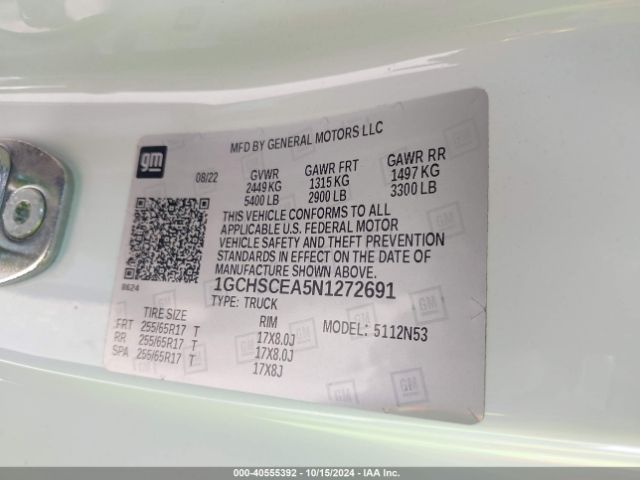 gm
MFD BY GENERAL MOTORS LLC
08/22
GVWR GAWR FRT GAWR RR
2449 KG 1315 KG 1497 KG
5400 LB 2900 LB 3300 LB
THIS VEHICLE CONFORMS TO ALL
APPLICABLE U.S. FEDERAL MOTOR
VEHICLE SAFETY AND THEFT PREVENTION
STANDARDS IN EFFECT ON THE DATE OF
MANUFACTURE SHOWN ABOVE.
8624
1GCHSCEA5N1272691
TYPE: TRUCK
TIRE SIZE RIM MODEL: 5112N53
FRT 255/65R17 T 17X8.0J
RR 255/65R17 T 17X8.0J
SPA 255/65R17 T 17X8J
000-40555392 - 10/15/2024 - IAA Inc.